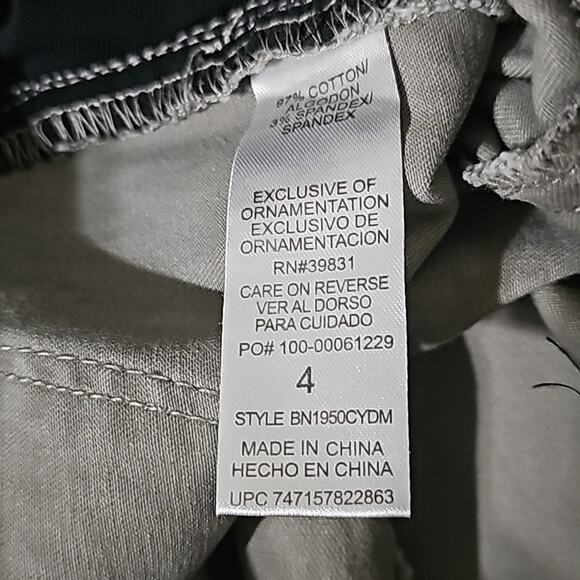 97% COTTON/
ALGODON
3% SPANDEX/
SPANDEX
EXCLUSIVE OF
ORNAMENTATION
EXCLUSIVO DE
ORNAMENTACION
RN#39831
CARE ON REVERSE
VER AL DORSO
PARA CUIDADO
PO# 100-00061229
4
STYLE BN1950CYDM
MADE IN CHINA
HECHO EN CHINA
UPC 747157822863